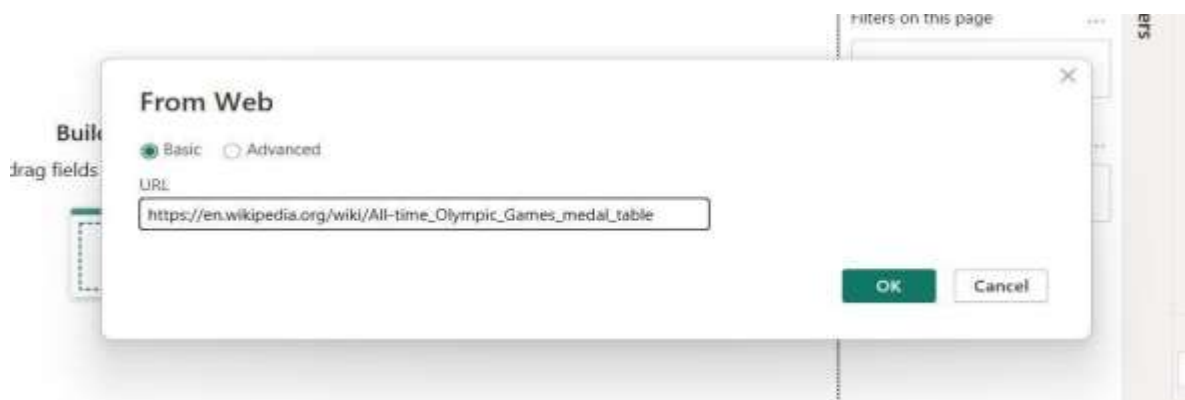 Filters on this page
ers
From Web
Build
Basic Advanced
drag fields
URL
https://en.wikipedia.org/wiki/All-time_Olympic_Games_medal_table
OK Cancel